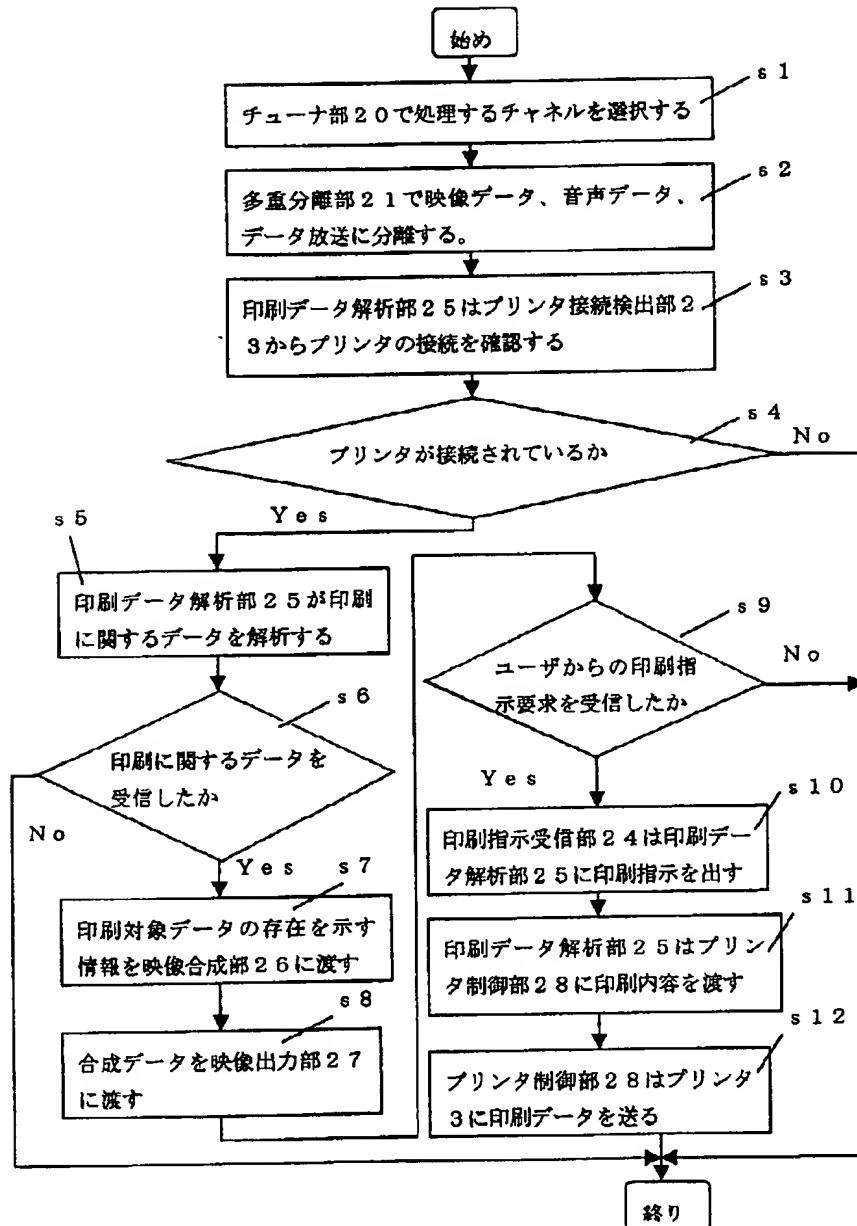 始め
s1
チューナ部20で処理するチャネルを選択する
s2
多重分離部21で映像データ、音声データ、
データ放送に分離する。
s3
印刷データ解析部25はプリンタ接続検出部2
3からプリンタの接続を確認する
s4
No
プリンタが接続されているか
Yes
s5
印刷データ解析部25が印刷
に関するデータを解析する
s6
印刷に関するデータを
受信したか
No
Yes
s7
印刷対象データの存在を示す
情報を映像合成部26に渡す
s8
合成データを映像出力部27
に渡す
s9
ユーザからの印刷指
示要求を受信したか
No
Yes
s10
印刷指示受信部24は印刷デー
タ解析部25に印刷指示を出す
s11
印刷データ解析部25はプリン
タ制御部28に印刷内容を渡す
s12
プリンタ制御部28はプリンタ
3に印刷データを送る
終り